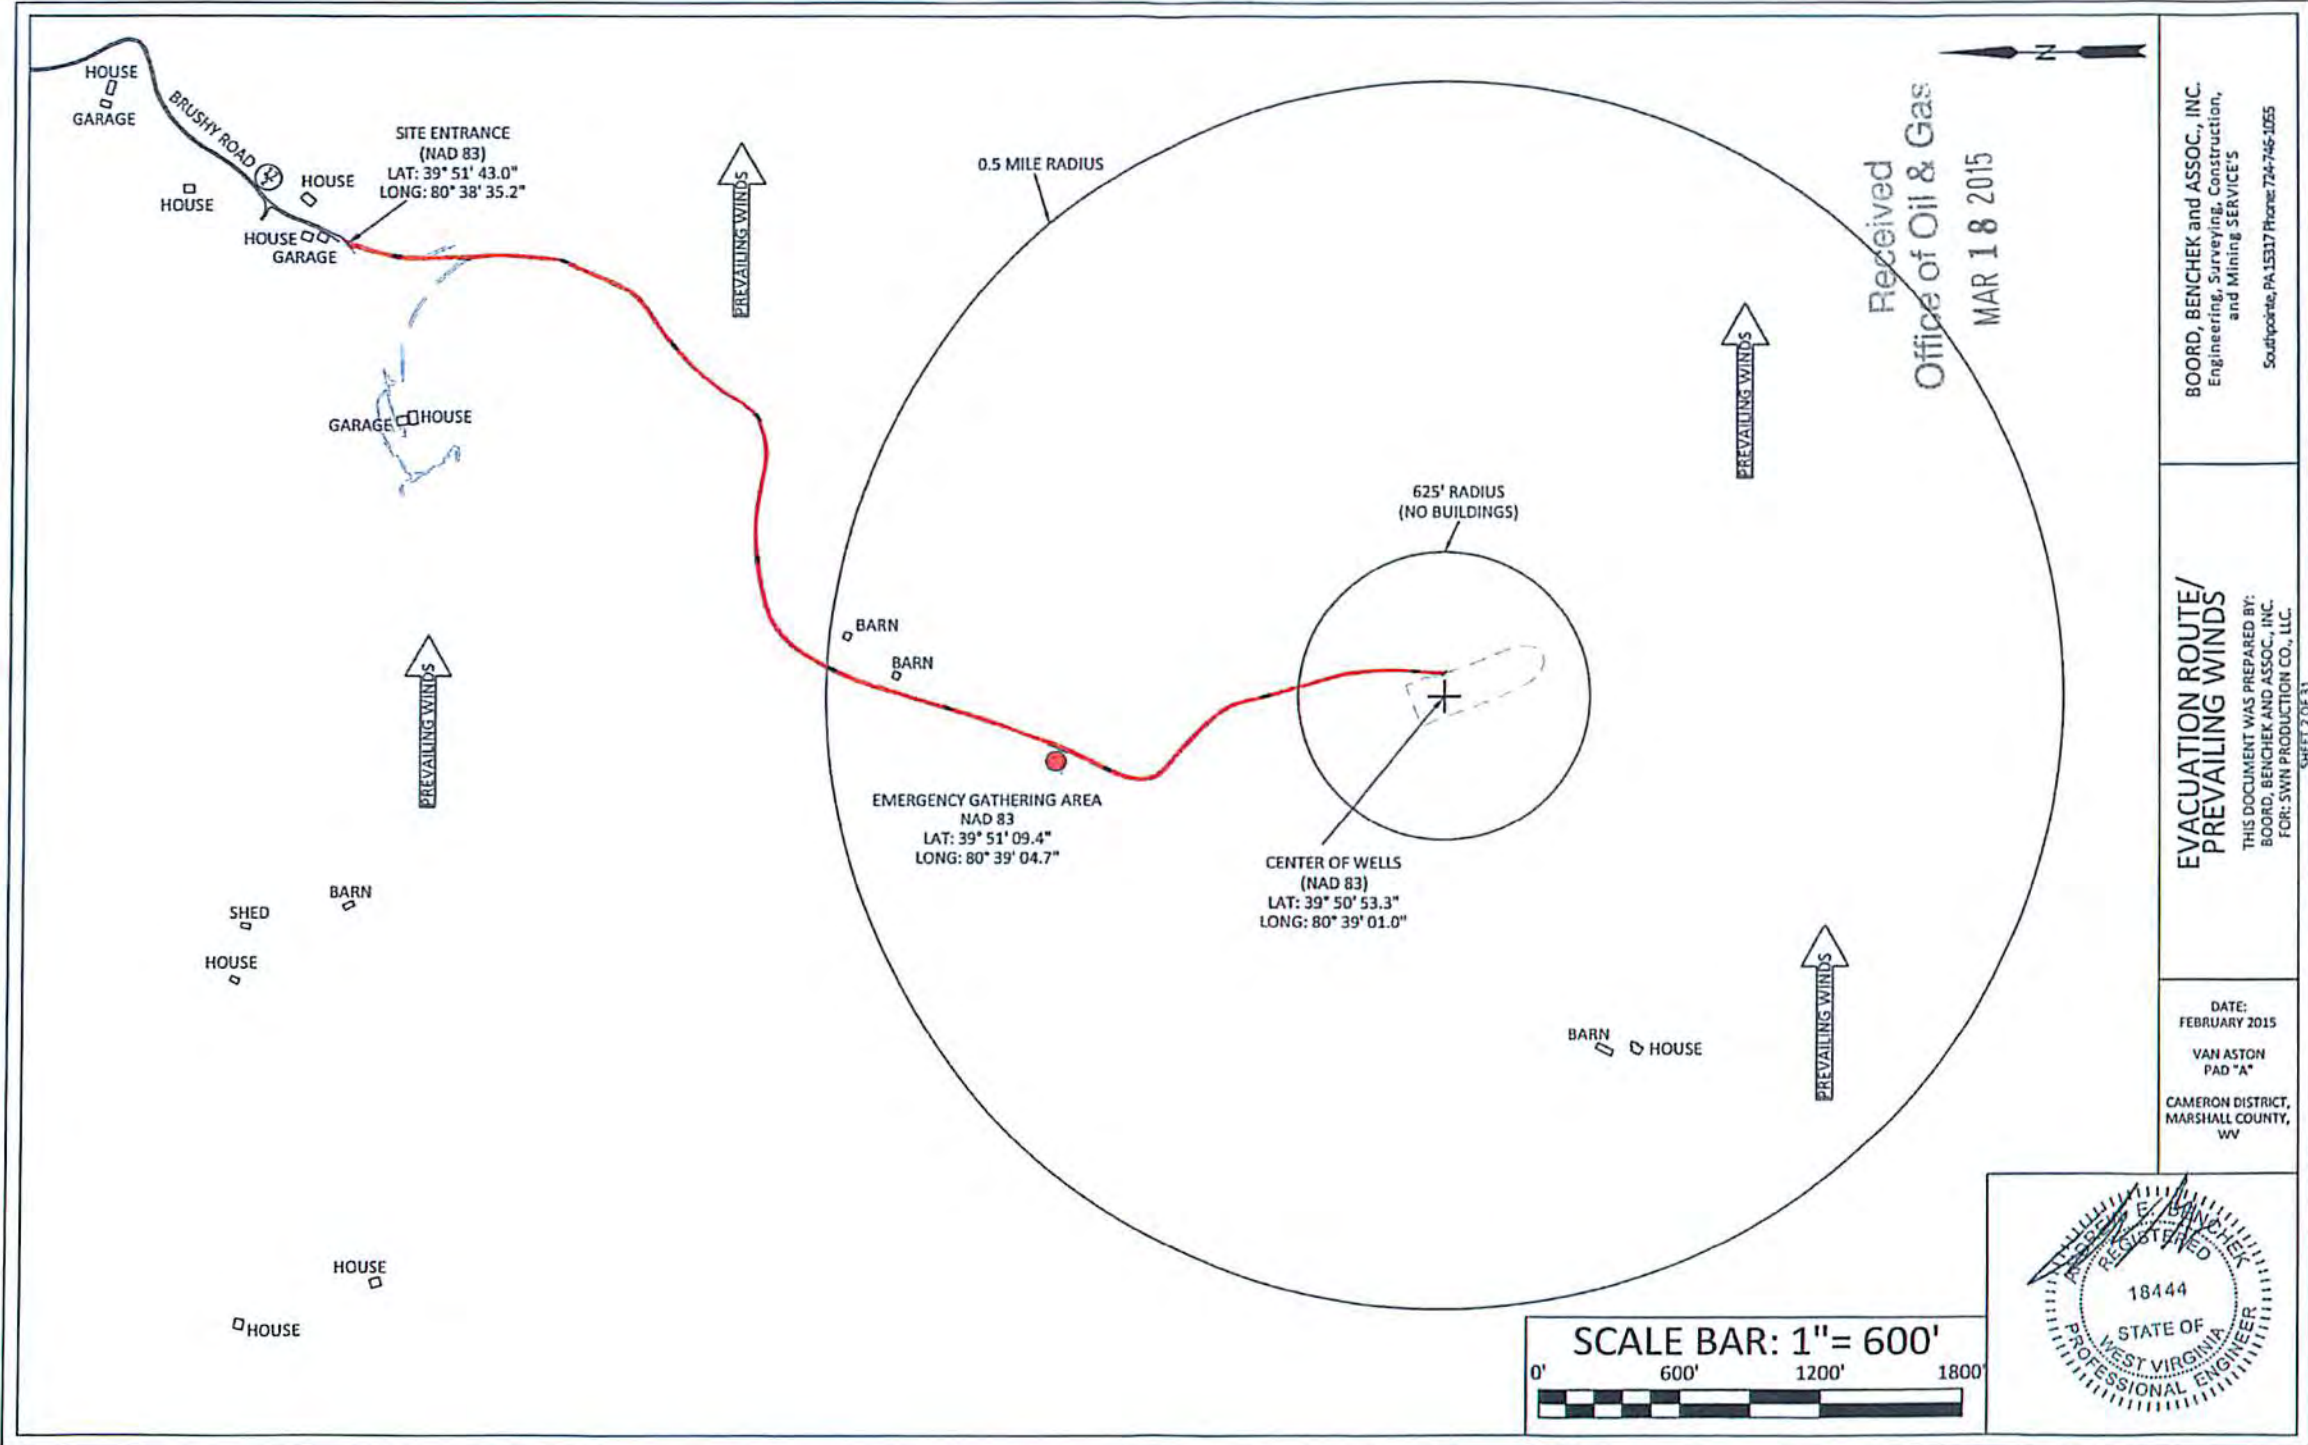 HOUSE
GARAGE
BRUSHY ROAD
HOUSE
HOUSE
HOUSE
GARAGE
SITE ENTRANCE
(NAD 83)
LAT: 39° 51' 43.0"
LONG: 80° 38' 35.2"
PREVAILING WINDS
0.5 MILE RADIUS
N
Received
Office of Oil & Gas
MAR 18 2015
PREVAILING WINDS
GARAGE
HOUSE
625' RADIUS
(NO BUILDINGS)
BARN
BARN
PREVAILING WINDS
EMERGENCY GATHERING AREA
NAD 83
LAT: 39° 51' 09.4"
LONG: 80° 39' 04.7"
CENTER OF WELLS
(NAD 83)
LAT: 39° 50' 53.3"
LONG: 80° 39' 01.0"
BARN
SHED
HOUSE
PREVAILING WINDS
BARN
HOUSE
HOUSE
HOUSE
SCALE BAR: 1"= 600'
0' 600' 1200' 1800'
BOORD, BENCHEK and ASSOC., INC.
Engineering, Surveying, Construction,
and Mining SERVICE'S
Southpointe, PA 15317 Phone: 724-746-1055
EVACUATION ROUTE/
PREVAILING WINDS
THIS DOCUMENT WAS PREPARED BY:
BOORD, BENCHEK AND ASSOC., INC.
FOR: SWN PRODUCTION CO., LLC.
SHEET 2 OF 31
DATE:
FEBRUARY 2015
VAN ASTON
PAD "A"
CAMERON DISTRICT,
MARSHALL COUNTY,
WV
ANDREW E. BENCHEK
REGISTERED
18444
STATE OF
WEST VIRGINIA
PROFESSIONAL ENGINEER